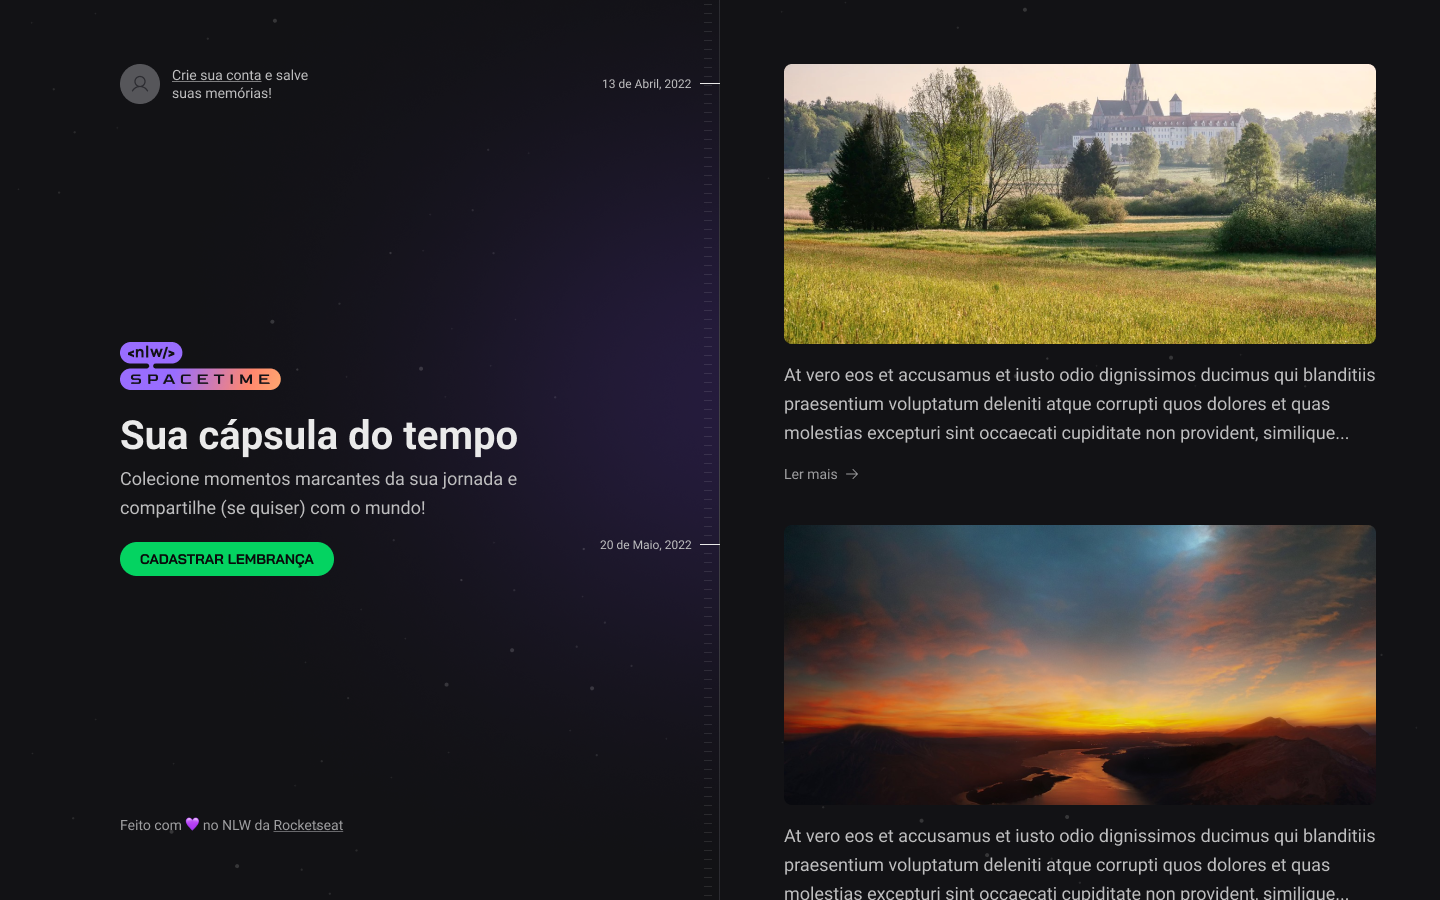 Crie sua conta e salve
suas memórias!
<nlw/>
SPACETIME
Sua cápsula do tempo
Colecione momentos marcantes da sua jornada e
compartilhe (se quiser) com o mundo!
CADASTRAR LEMBRANÇA
Feito com 💜 no NLW da Rocketseat
13 de Abril, 2022
At vero eos et accusamus et iusto odio dignissimos ducimus qui blanditiis
praesentium voluptatum deleniti atque corrupti quos dolores et quas
molestias excepturi sint occaecati cupiditate non provident, similique...
Ler mais →
20 de Maio, 2022
At vero eos et accusamus et iusto odio dignissimos ducimus qui blanditiis
praesentium voluptatum deleniti atque corrupti quos dolores et quas
molestias excepturi sint occaecati cupiditate non provident, similique...